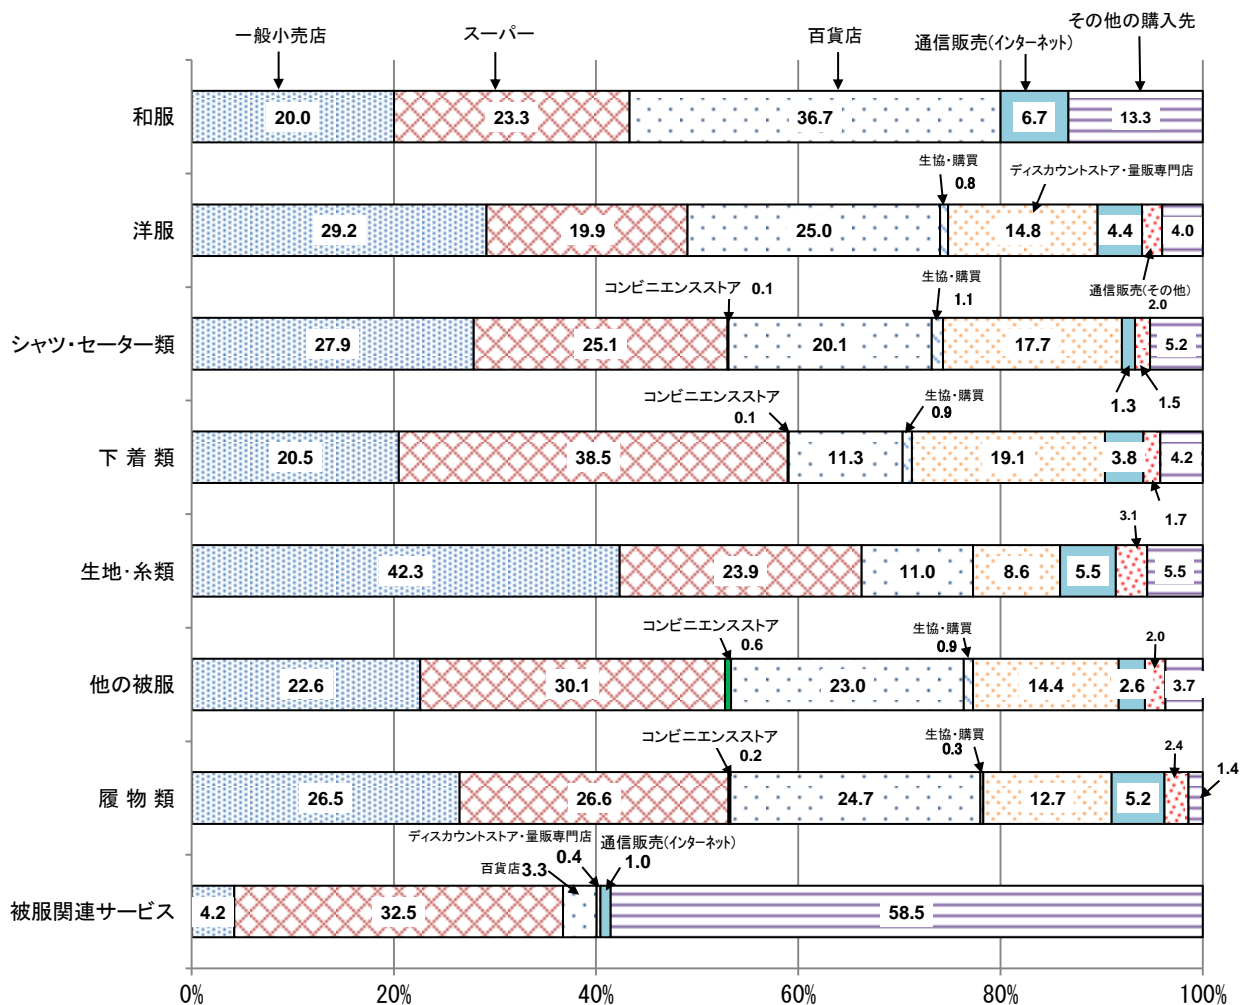 一般小売店
スーパー
百貨店
通信販売(インターネット)
その他の購入先
和服
20.0
23.3
36.7
6.7
13.3
生協・購買
0.8
ディスカウントストア・量販専門店
洋服
29.2
19.9
25.0
14.8
4.4
4.0
コンビニエンスストア 0.1
生協・購買
1.1
通信販売(その他)
2.0
シャツ・セーター類
27.9
25.1
20.1
17.7
5.2
1.3
1.5
コンビニエンスストア
0.1
生協・購買
0.9
下 着 類
20.5
38.5
11.3
19.1
3.8
4.2
1.7
3.1
生地・糸類
42.3
23.9
11.0
8.6
5.5
5.5
コンビニエンスストア
0.6
生協・購買
0.9
2.0
他の被服
22.6
30.1
23.0
14.4
2.6
3.7
コンビニエンスストア
0.2
生協・購買
0.3
2.4
1.4
履 物 類
26.5
26.6
24.7
12.7
5.2
ディスカウントストア・量販専門店
0.4
通信販売(インターネット)
1.0
百貨店 3.3
被服関連サービス
4.2
32.5
58.5
0%
20%
40%
60%
80%
100%